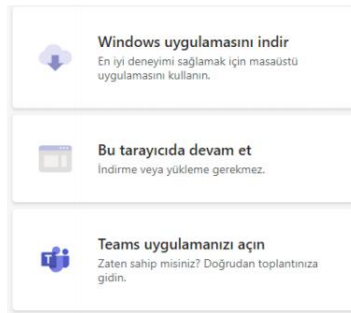 Windows uygulamasını indir
En iyi deneyimi sağlamak için masaüstü
uygulamasını kullanın.
Bu tarayıcıda devam et
İndirme veya yükleme gerekmez.
Teams uygulamanızı açın
Zaten sahip misiniz? Doğrudan toplantınıza
gidin.